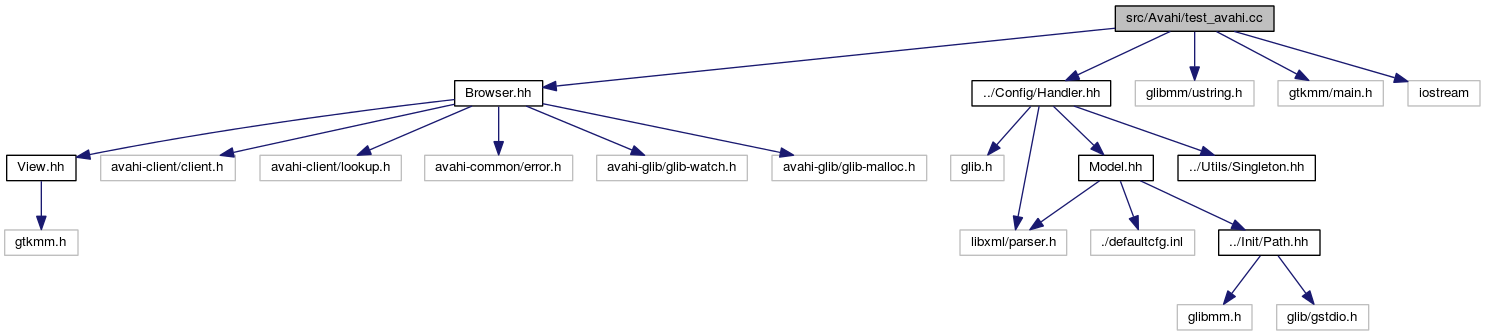 src/Avahi/test_avahi.cc
Browser.hh
../Config/Handler.hh
glibmm/ustring.h
gtkmm/main.h
iostream
View.hh
avahi-client/client.h
avahi-client/lookup.h
avahi-common/error.h
avahi-glib/glib-watch.h
avahi-glib/glib-malloc.h
glib.h
Model.hh
../Utils/Singleton.hh
gtkmm.h
libxml/parser.h
./defaultcfg.inl
../Init/Path.hh
glibmm.h
glib/gstdio.h